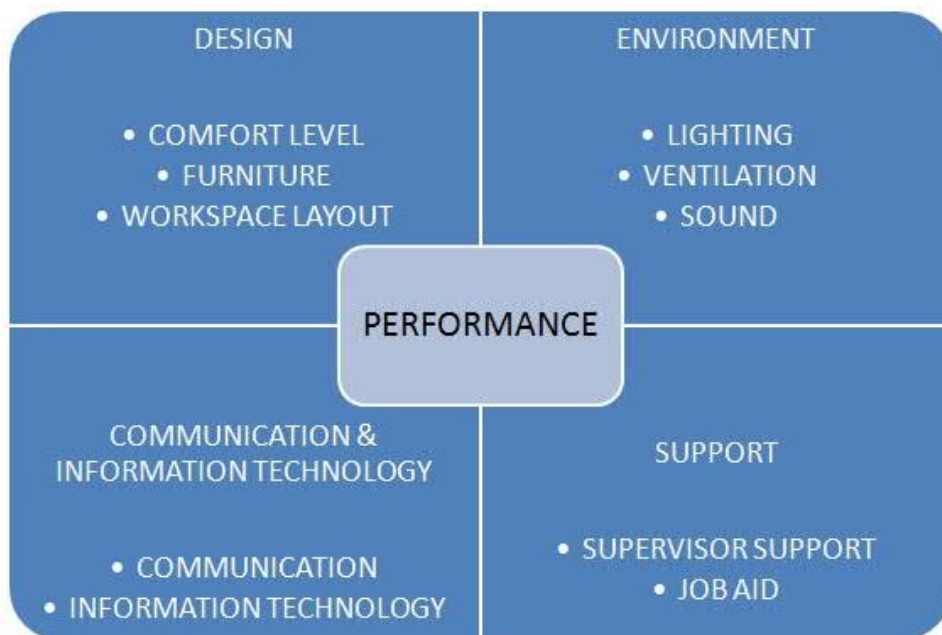 DESIGN
• COMFORT LEVEL
• FURNITURE
• WORKSPACE LAYOUT
ENVIRONMENT
• LIGHTING
• VENTILATION
• SOUND
PERFORMANCE
COMMUNICATION &
INFORMATION TECHNOLOGY
• COMMUNICATION
• INFORMATION TECHNOLOGY
SUPPORT
• SUPERVISOR SUPPORT
• JOB AID